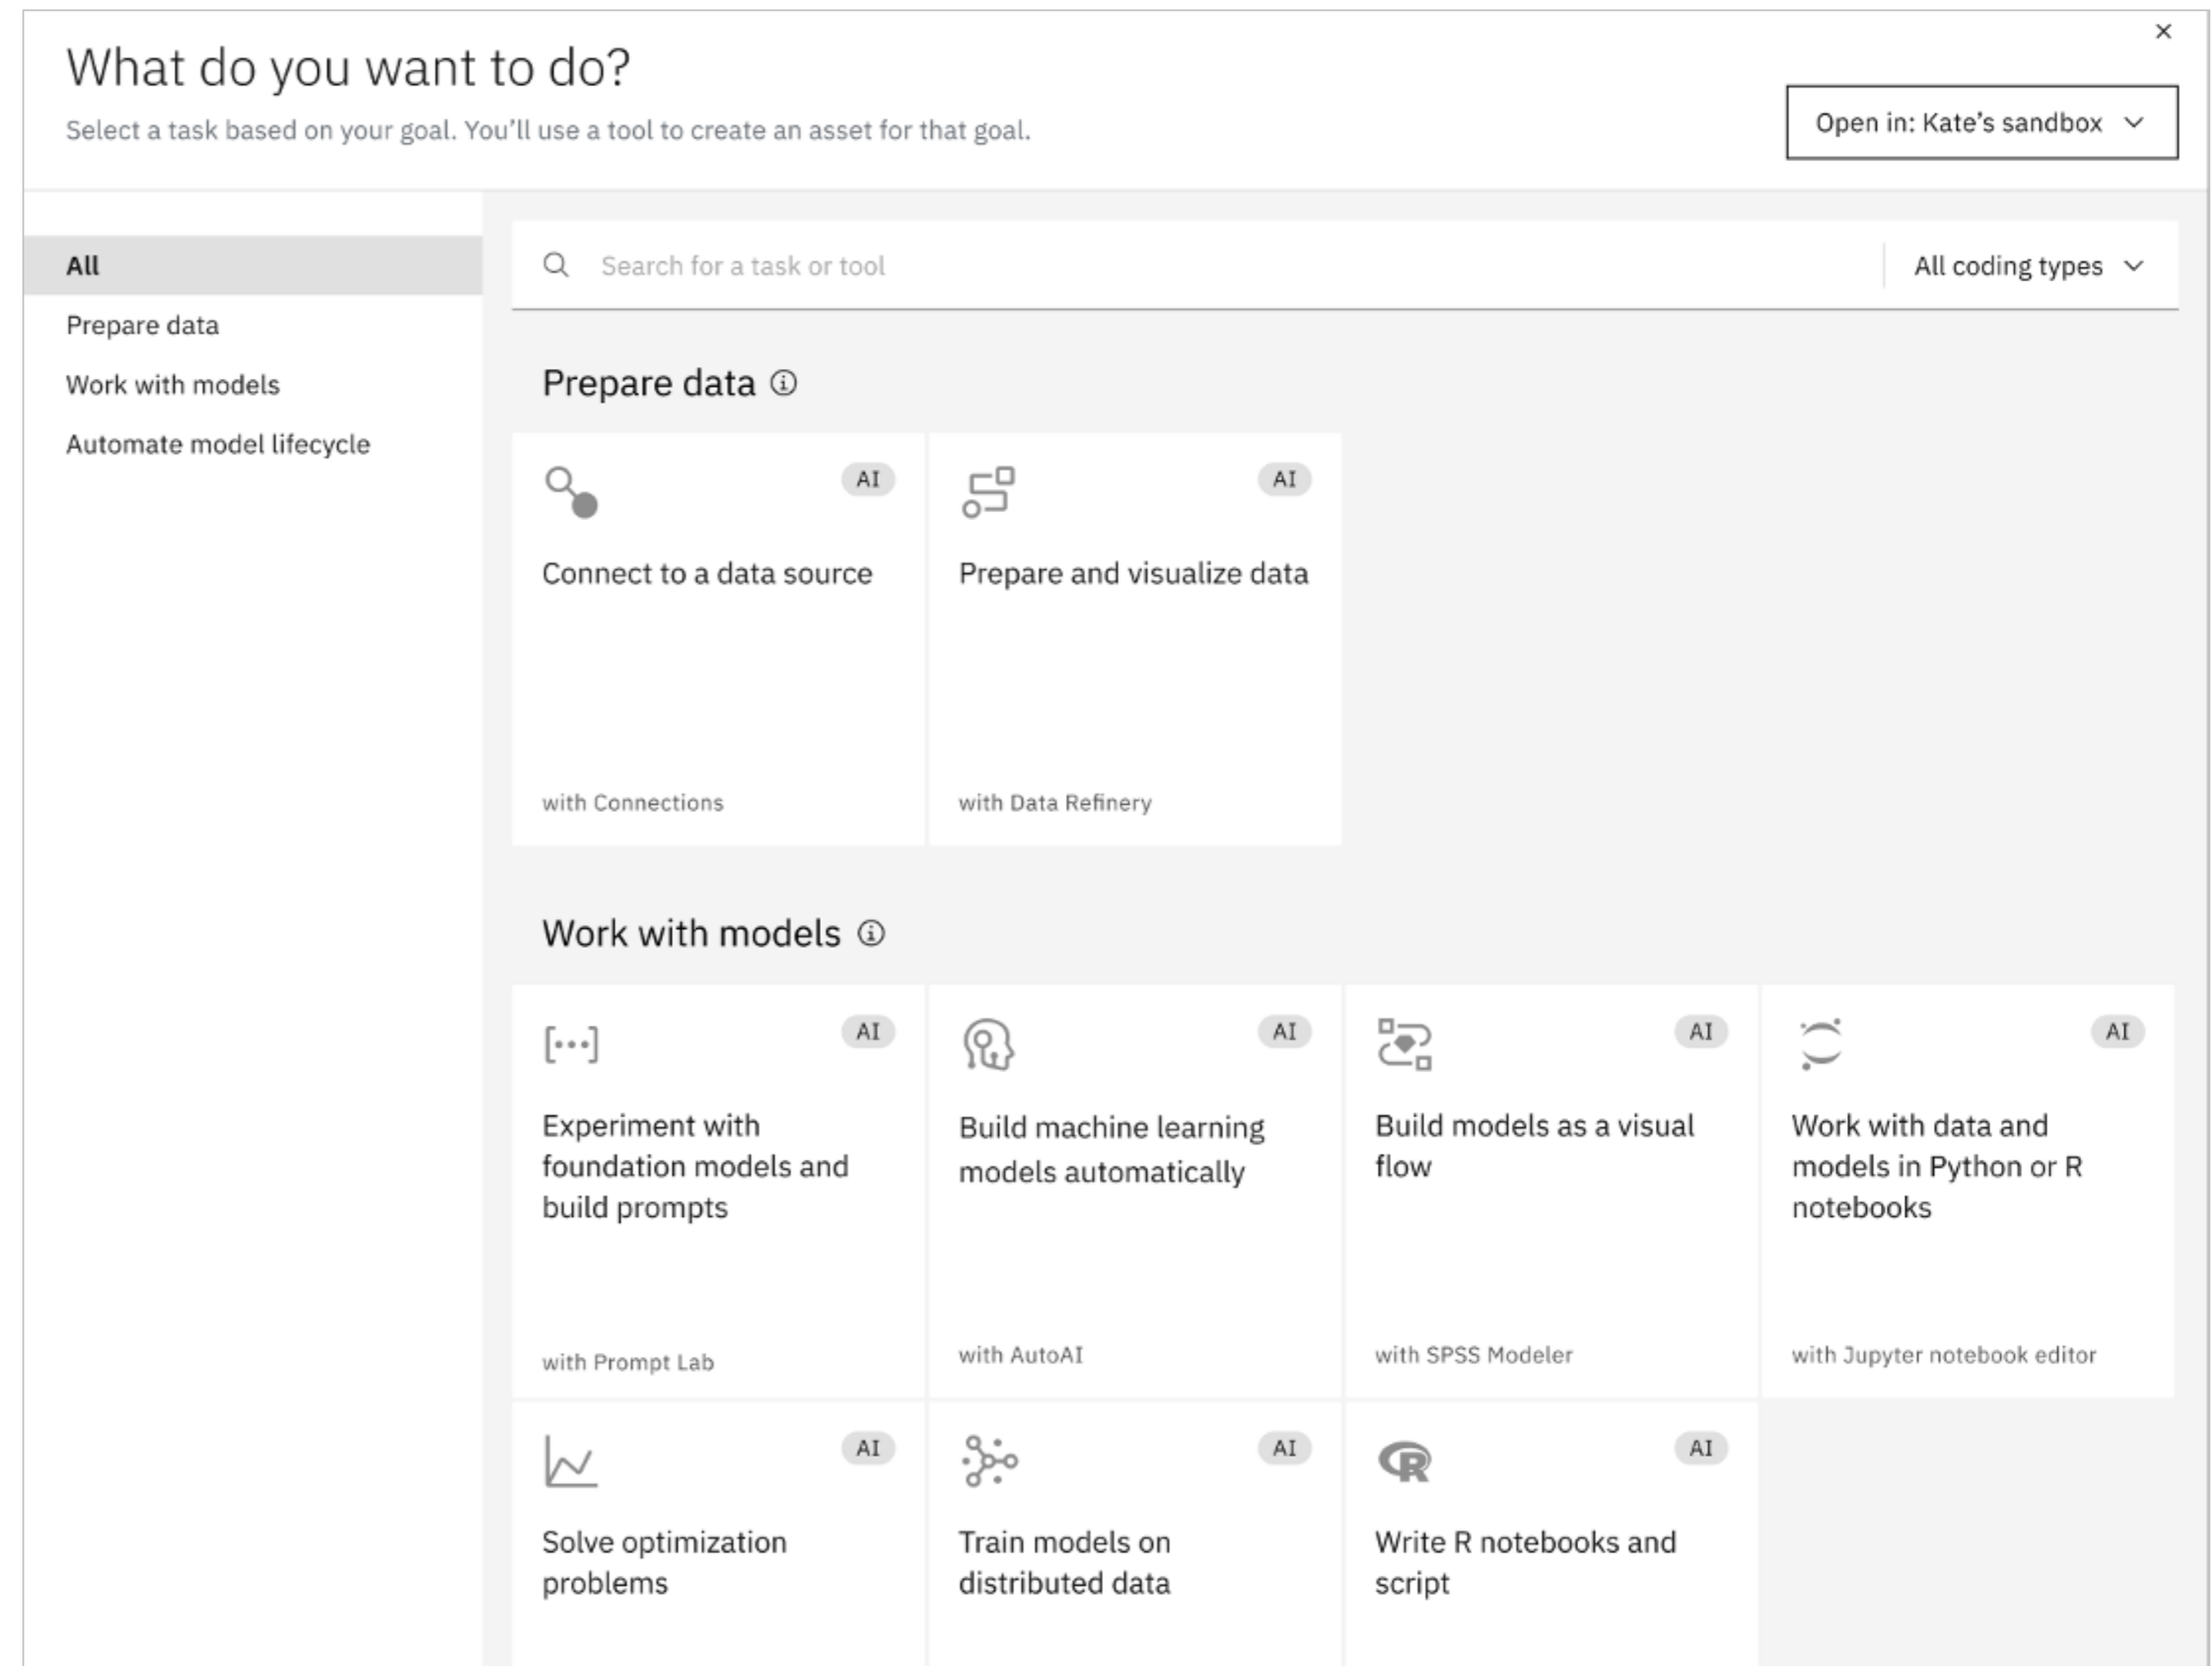 What do you want to do?
Select a task based on your goal. You’ll use a tool to create an asset for that goal.
Open in: Kate’s sandbox
All
Prepare data
Work with models
Automate model lifecycle
Search for a task or tool
All coding types
Prepare data
AI
Connect to a data source
with Connections
AI
Prepare and visualize data
with Data Refinery
Work with models
AI
Experiment with
foundation models and
build prompts
with Prompt Lab
AI
Build machine learning
models automatically
with AutoAI
AI
Build models as a visual
flow
with SPSS Modeler
AI
Work with data and
models in Python or R
notebooks
with Jupyter notebook editor
AI
Solve optimization
problems
AI
Train models on
distributed data
R
AI
Write R notebooks and
script